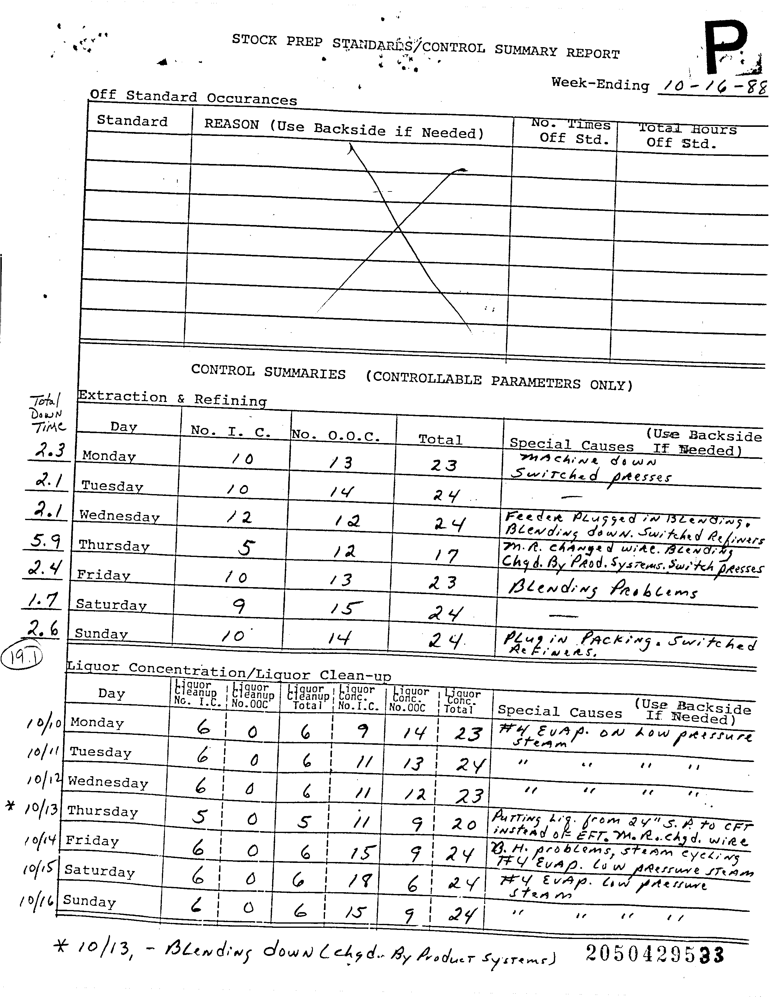 STOCK PREP STANDARDS/CONTROL SUMMARY REPORT
P
Week-Ending 10-16-88
Off Standard Occurances
Standard REASON (Use Backside if Needed) No. Times Off Std. Total Hours Off Std.
CONTROL SUMMARIES (CONTROLLABLE PARAMETERS ONLY)
Total Down Time
Extraction & Refining
Day No. I. C. No. O.O.C. Total Special Causes (Use Backside If Needed)
2.3 Monday 10 13 23 Machine down Switched presses
2.1 Tuesday 10 14 24 —
2.1 Wednesday 12 12 24 Feeder Plugged in Blending. Blending down. Switched Refiners
5.9 Thursday 5 12 17 M.R. changed wire. Blending Chgd. By Prod. Systems. Switch presses
2.4 Friday 10 13 23 Blending Problems
1.7 Saturday 9 15 24 —
2.6 Sunday 10 14 24 Plug in Packing. Switched Refiners.
19.1
Liquor Concentration/Liquor Clean-up
Day Liquor Cleanup No. I.C. Liquor Cleanup No.OOC Liquor Cleanup Total Liquor Conc. No.I.C. Liquor Conc. No.OOC Liquor Conc. Total Special Causes (Use Backside If Needed)
10/10 Monday 6 0 6 9 14 23 #4 Evap. on Low pressure steam
10/11 Tuesday 6 0 6 11 13 24 " " " "
10/12 Wednesday 6 0 6 11 12 23 " " " "
* 10/13 Thursday 5 0 5 11 9 20 Putting Liq. from 24" S.P. to CFT instead of EFT. M.R. chgd. wire
10/14 Friday 6 0 6 15 9 24 B.H. problems, steam cycling #4 Evap. Low pressure steam
10/15 Saturday 6 0 6 18 6 24 #4 Evap. Low pressure steam
10/16 Sunday 6 0 6 15 9 24 " " " "
* 10/13, - Blending down (chgd. By Product Systems)
2050429533